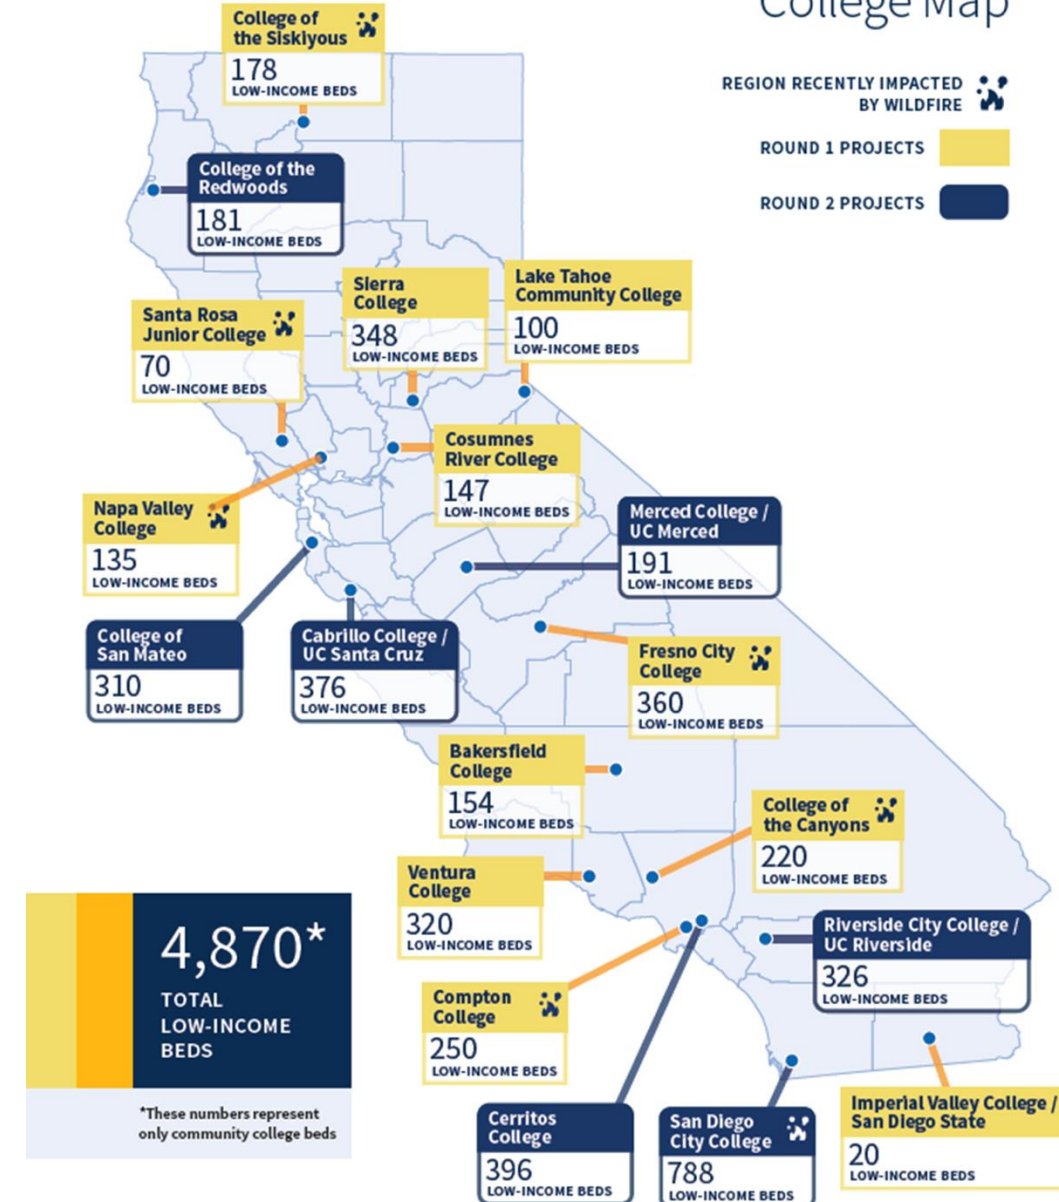 College Map
REGION RECENTLY IMPACTED
BY WILDFIRE
ROUND 1 PROJECTS
ROUND 2 PROJECTS
College of
the Siskiyous
178
LOW-INCOME BEDS
College of the
Redwoods
181
LOW-INCOME BEDS
Santa Rosa
Junior College
70
LOW-INCOME BEDS
Sierra
College
348
LOW-INCOME BEDS
Lake Tahoe
Community College
100
LOW-INCOME BEDS
Cosumnes
River College
147
LOW-INCOME BEDS
Napa Valley
College
135
LOW-INCOME BEDS
Merced College /
UC Merced
191
LOW-INCOME BEDS
College of
San Mateo
310
LOW-INCOME BEDS
Cabrillo College /
UC Santa Cruz
376
LOW-INCOME BEDS
Fresno City
College
360
LOW-INCOME BEDS
Bakersfield
College
154
LOW-INCOME BEDS
College of
the Canyons
220
LOW-INCOME BEDS
Ventura
College
320
LOW-INCOME BEDS
Riverside City College /
UC Riverside
326
LOW-INCOME BEDS
Compton
College
250
LOW-INCOME BEDS
Cerritos
College
396
LOW-INCOME BEDS
San Diego
City College
788
LOW-INCOME BEDS
Imperial Valley College /
San Diego State
20
LOW-INCOME BEDS
4,870*
TOTAL
LOW-INCOME
BEDS
*These numbers represent
only community college beds